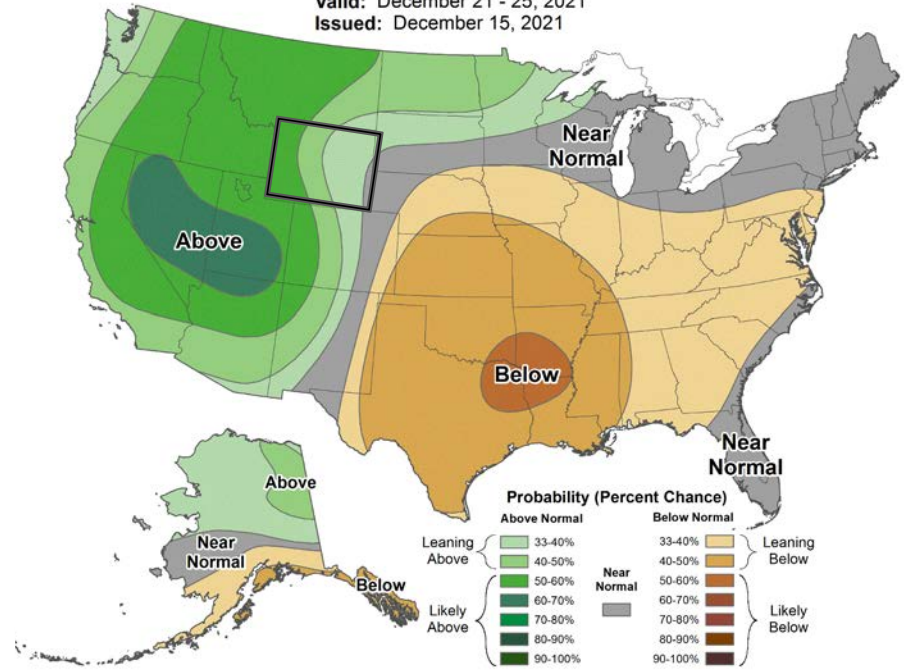 Valid: December 21 - 25, 2021
Issued: December 15, 2021
Near
Normal
Above
Below
Near
Normal
Above
Near
Normal
Below
Probability (Percent Chance)
Above Normal
Below Normal
Leaning
Above
33-40%
40-50%
Likely
Above
50-60%
60-70%
70-80%
80-90%
90-100%
Near
Normal
33-40%
40-50%
Leaning
Below
50-60%
60-70%
70-80%
80-90%
90-100%
Likely
Below